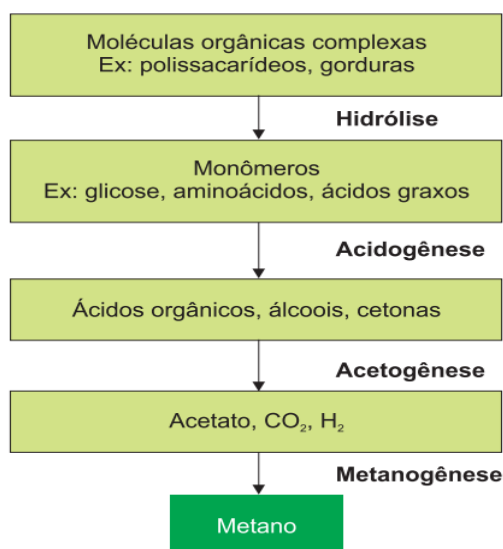 Moléculas orgânicas complexas
Ex: polissacarídeos, gorduras
Hidrólise
Monômeros
Ex: glicose, aminoácidos, ácidos graxos
Acidogênese
Ácidos orgânicos, álcoois, cetonas
Acetogênese
Acetato, CO₂, H₂
Metanogênese
Metano